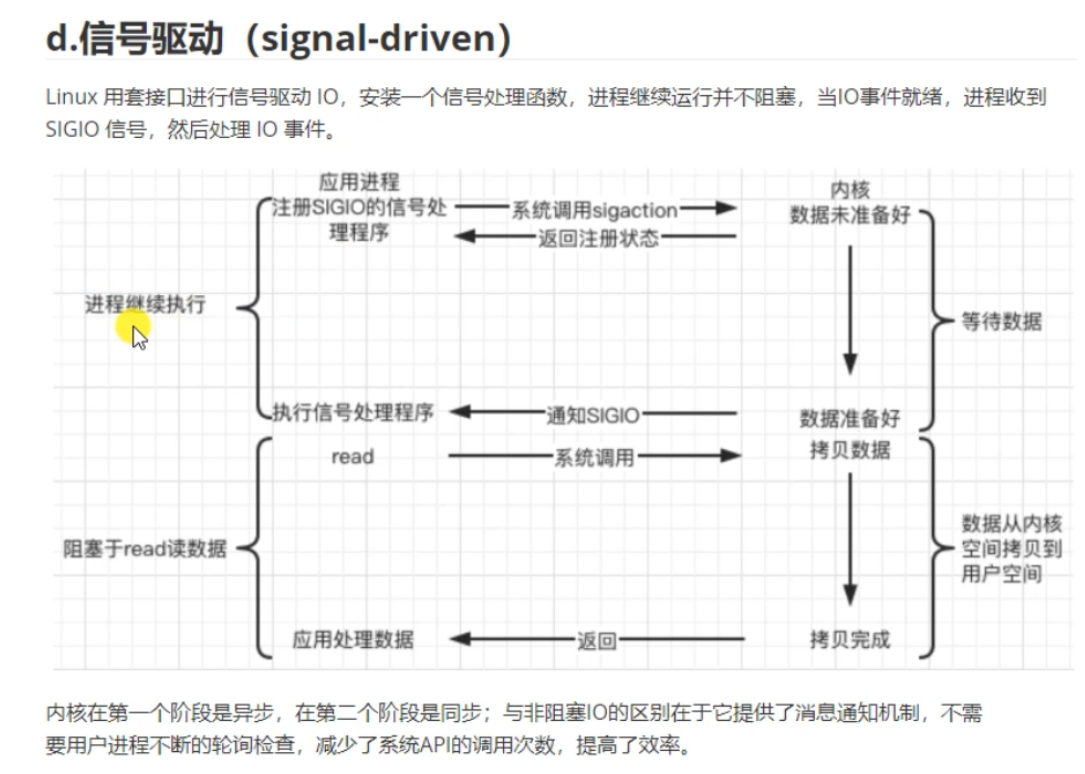 d.信号驱动（signal-driven）
Linux 用套接口进行信号驱动 IO，安装一个信号处理函数，进程继续运行并不阻塞，当IO事件就绪，进程收到
SIGIO 信号，然后处理 IO 事件。
应用进程
内核
注册SIGIO的信号处
理程序
系统调用sigaction
数据未准备好
返回注册状态
进程继续执行
等待数据
执行信号处理程序
通知SIGIO
数据准备好
read
系统调用
拷贝数据
阻塞于read读数据
数据从内核
空间拷贝到
用户空间
应用处理数据
返回
拷贝完成
内核在第一个阶段是异步，在第二个阶段是同步；与非阻塞IO的区别在于它提供了消息通知机制，不需
要用户进程不断的轮询检查，减少了系统API的调用次数，提高了效率。